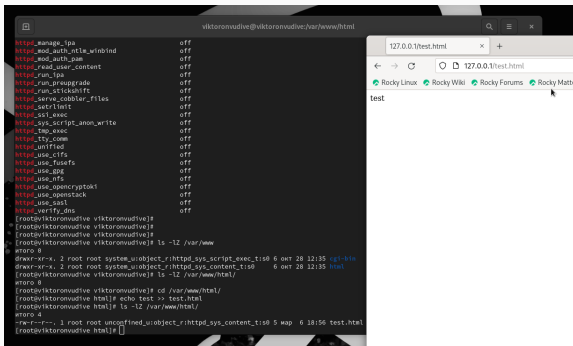 viktoronvudive@viktoronvudive:/var/www/html
httpd_manage_ipa off
httpd_mod_auth_ntlm_winbind off
httpd_mod_auth_pam off
httpd_read_user_content off
httpd_run_ipa off
httpd_run_preupgrade off
httpd_run_stickshift off
httpd_serve_cobbler_files off
httpd_setrlimit off
httpd_ssi_exec off
httpd_sys_script_anon_write off
httpd_tmp_exec off
httpd_tty_comm off
httpd_unified off
httpd_use_cifs off
httpd_use_fusefs off
httpd_use_gpg off
httpd_use_nfs off
httpd_use_opencryptoki off
httpd_use_openstack off
httpd_use_sasl off
httpd_verify_dns off
[root@viktoronvudive viktoronvudive]#
[root@viktoronvudive viktoronvudive]#
[root@viktoronvudive viktoronvudive]#
[root@viktoronvudive viktoronvudive]# ls -lZ /var/www
итого 0
drwxr-xr-x. 2 root root system_u:object_r:httpd_sys_script_exec_t:s0 6 окт 28 12:35 cgi-bin
drwxr-xr-x. 2 root root system_u:object_r:httpd_sys_content_t:s0 6 окт 28 12:35 html
[root@viktoronvudive viktoronvudive]# ls -lZ /var/www/html/
итого 0
[root@viktoronvudive viktoronvudive]# cd /var/www/html/
[root@viktoronvudive html]# echo test >> test.html
[root@viktoronvudive html]# ls -lZ /var/www/html/
итого 4
-rw-r--r--. 1 root root unconfined_u:object_r:httpd_sys_content_t:s0 5 мар 6 18:56 test.html
[root@viktoronvudive html]#
127.0.0.1/test.html
127.0.0.1/test.html
Rocky Linux Rocky Wiki Rocky Forums Rocky Matte
test